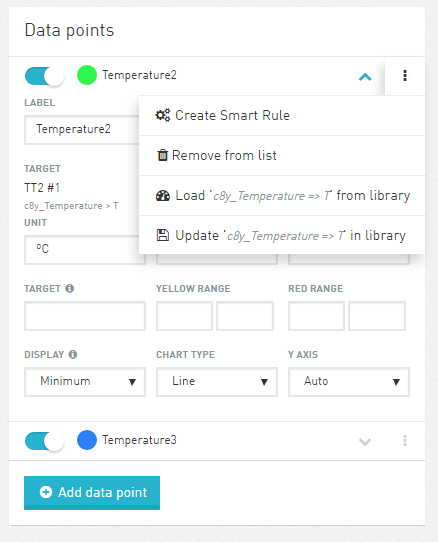 Data points
Temperature2
LABEL
Temperature2
Create Smart Rule
Remove from list
Load 'c8y_Temperature => T' from library
Update 'c8y_Temperature => T' in library
TARGET
TT2 #1
c8y_Temperature > T
UNIT
ºC
TARGET
YELLOW RANGE
RED RANGE
DISPLAY
CHART TYPE
Y AXIS
Minimum
Line
Auto
Temperature3
Add data point